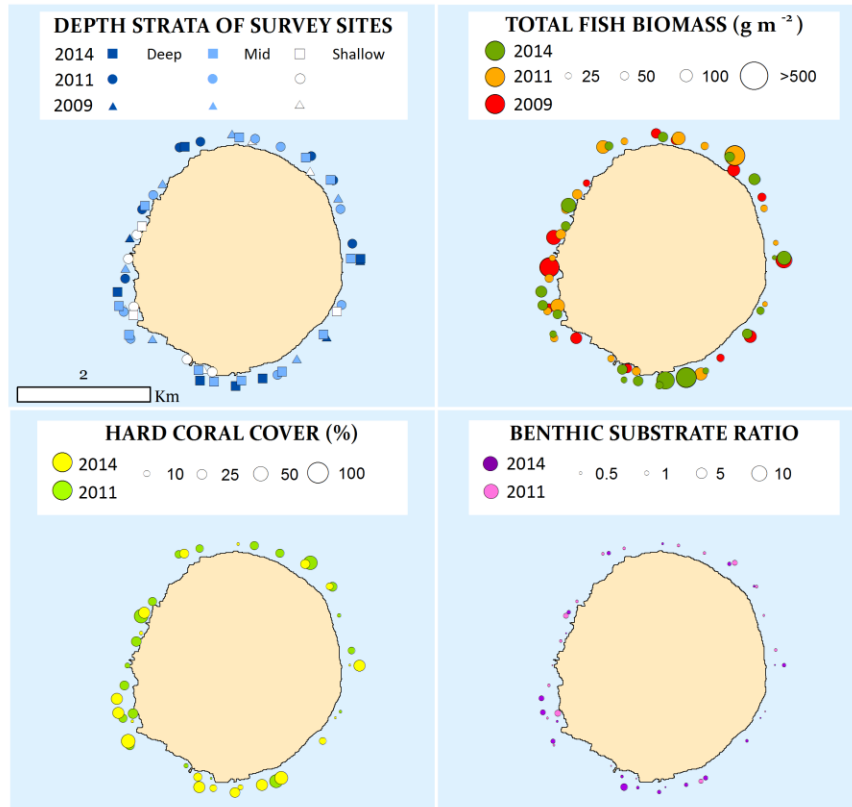 DEPTH STRATA OF SURVEY SITES
2014 Deep Mid Shallow
2011
2009
2
Km
TOTAL FISH BIOMASS (g m -2)
2014
2011 25 50 100 >500
2009
HARD CORAL COVER (%)
2014 10 25 50 100
2011
BENTHIC SUBSTRATE RATIO
2014 0.5 1 5 10
2011